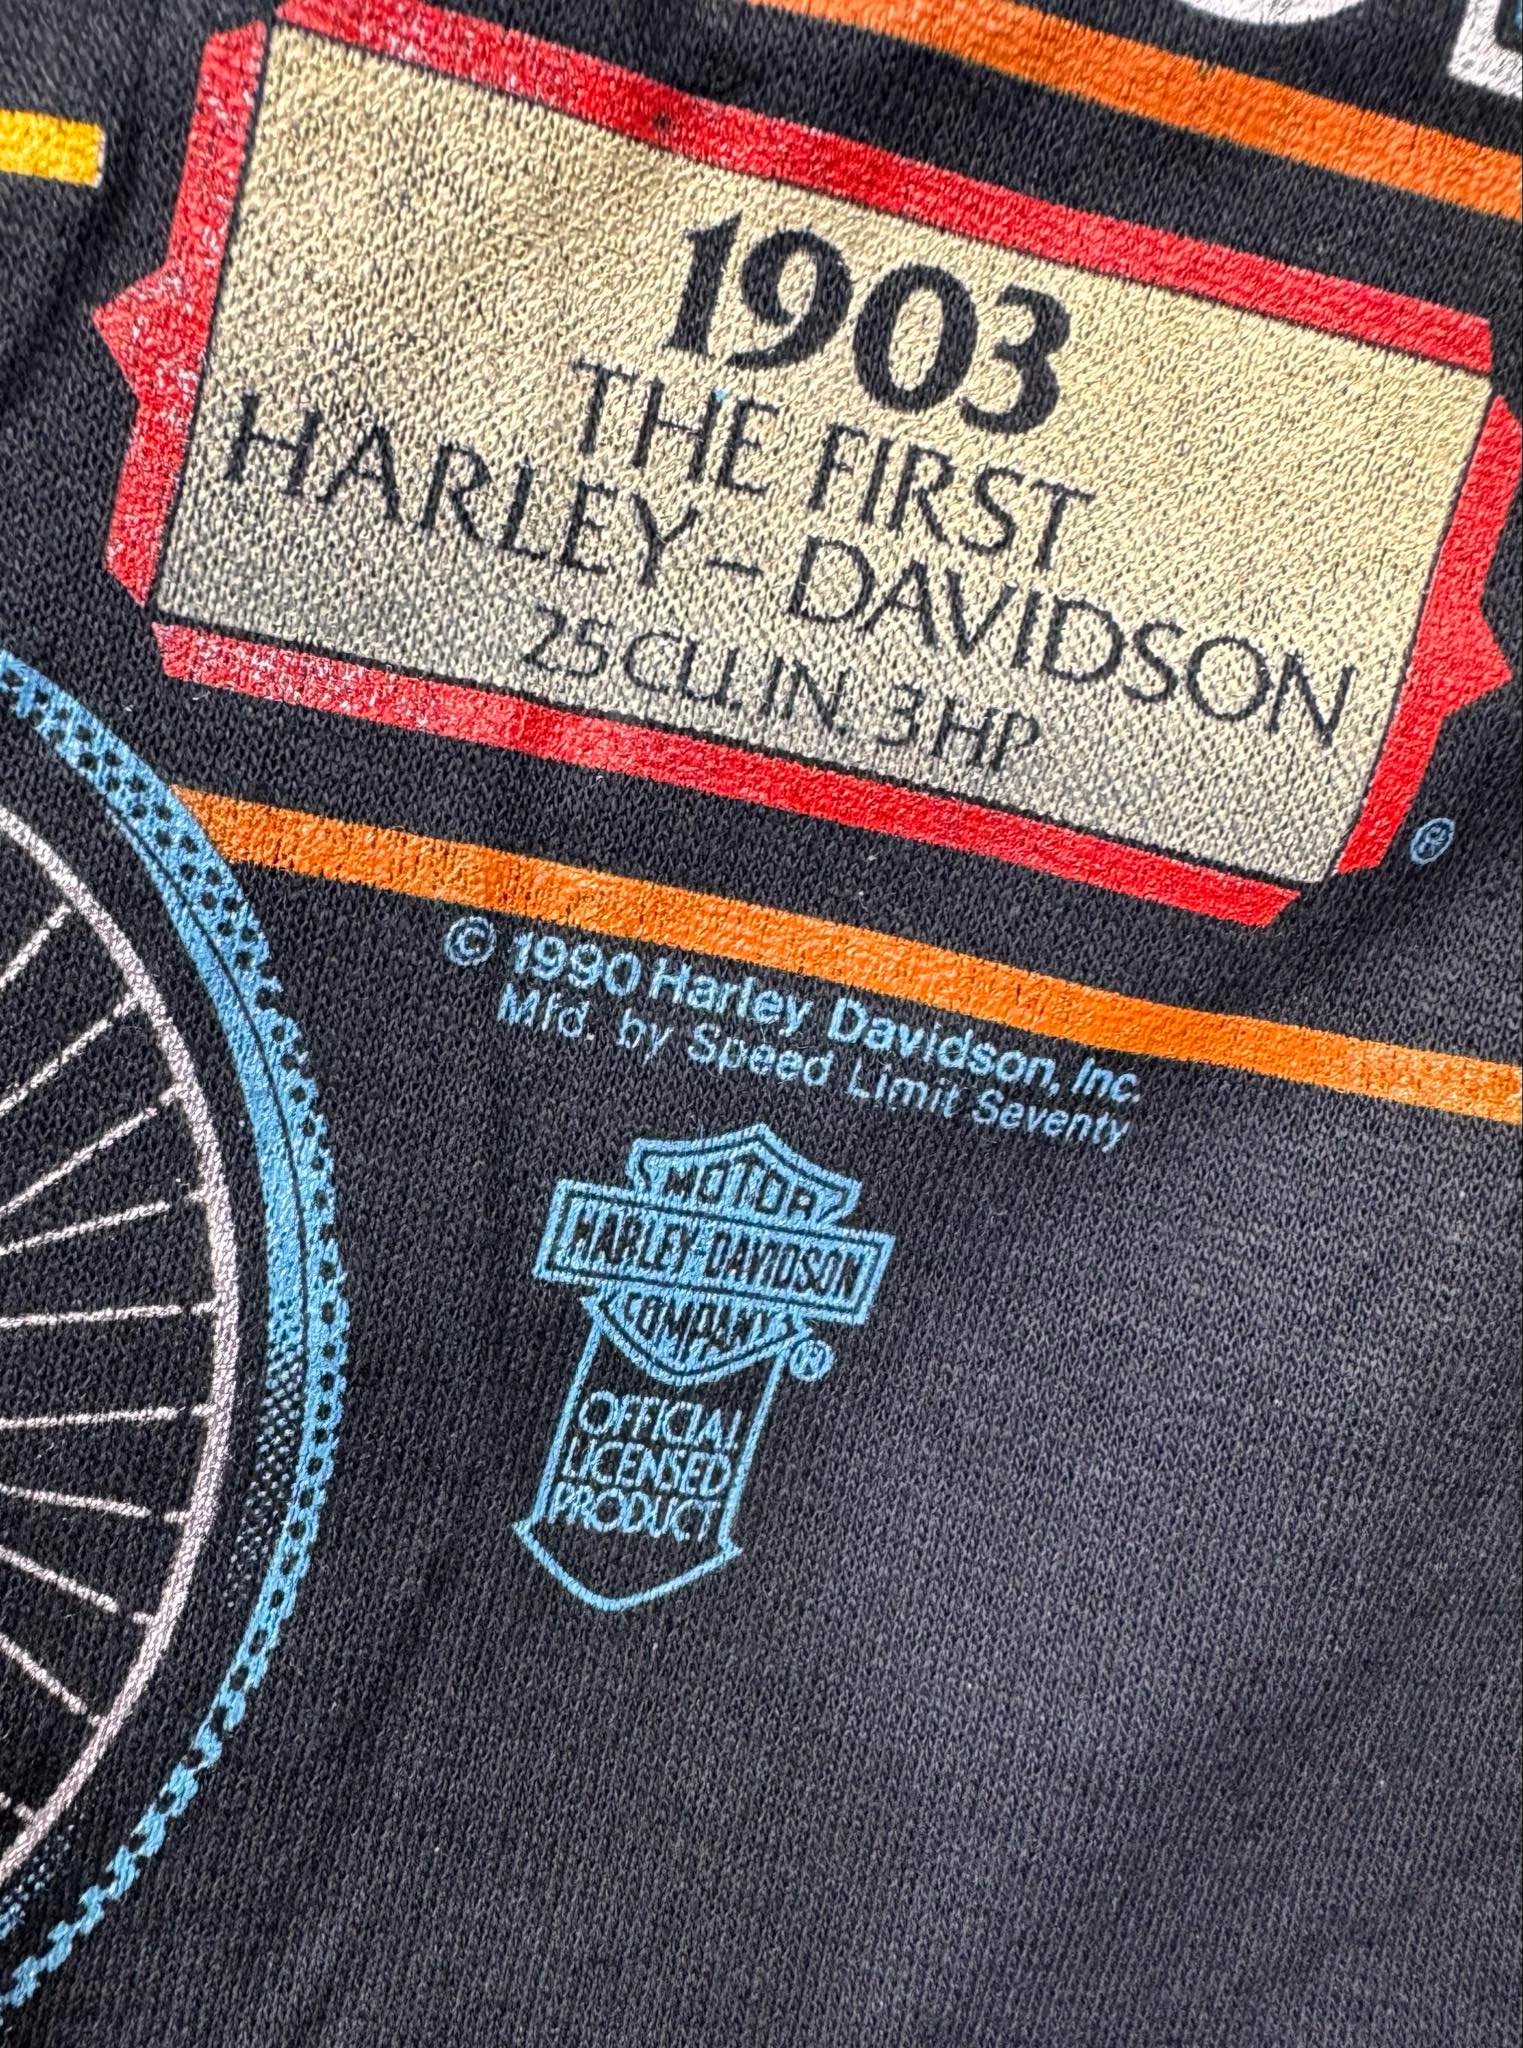 1903
THE FIRST
HARLEY-DAVIDSON
25 CU. IN. 3 HP
®
© 1990 Harley Davidson, Inc.
Mfd. by Speed Limit Seventy
MOTOR
HARLEY-DAVIDSON
COMPANY
®
OFFICIAL
LICENSED
PRODUCT